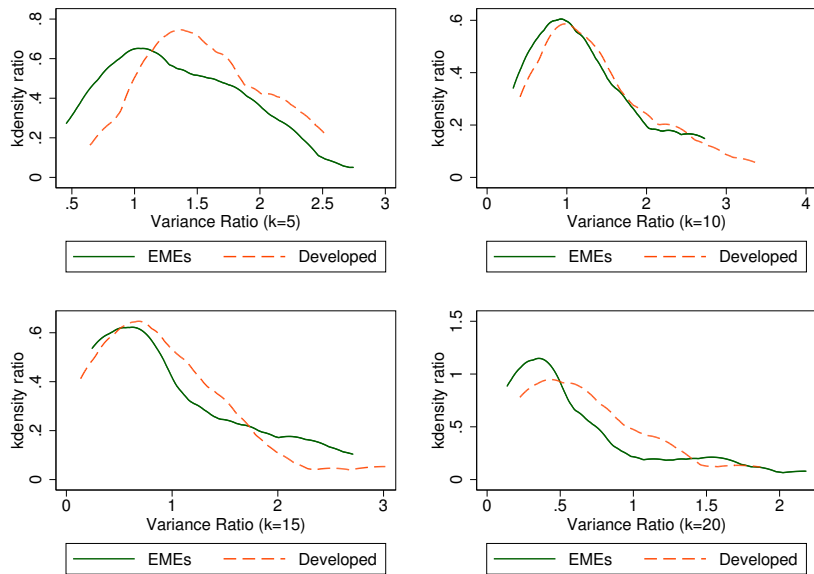 kdensity ratio
0
.2
.4
.6
.8
.5
1
1.5
2
2.5
3
Variance Ratio (k=5)
EMEs
Developed
kdensity ratio
0
.2
.4
.6
0
1
2
3
4
Variance Ratio (k=10)
EMEs
Developed
kdensity ratio
0
.2
.4
.6
0
1
2
3
Variance Ratio (k=15)
EMEs
Developed
kdensity ratio
0
.5
1
1.5
0
.5
1
1.5
2
Variance Ratio (k=20)
EMEs
Developed